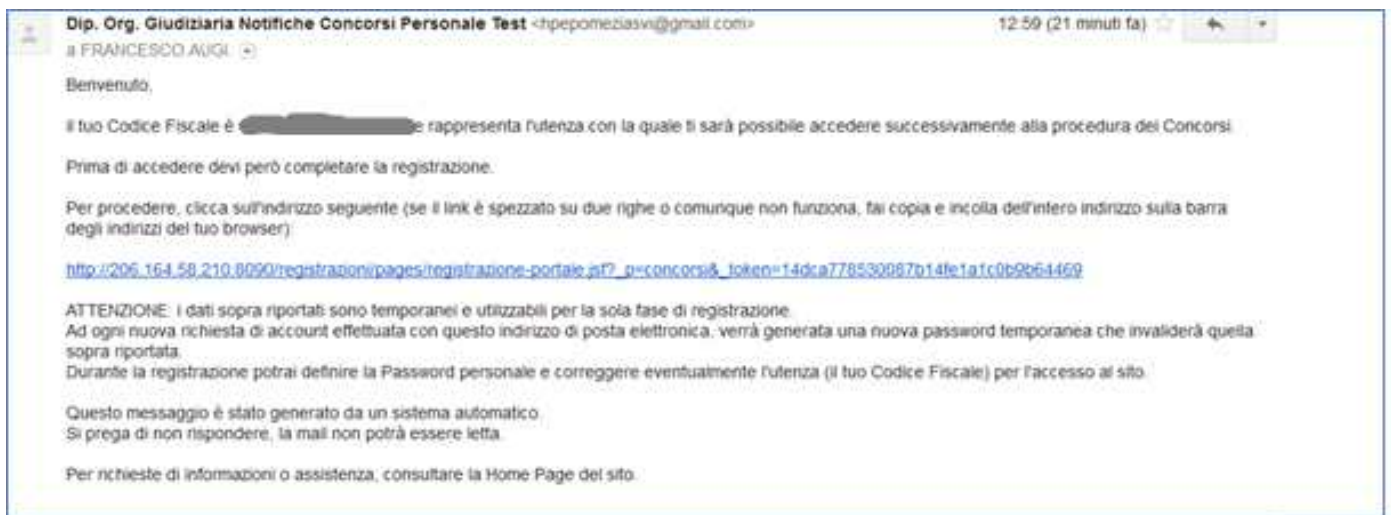 Dip. Org. Giudiziaria Notifiche Concorsi Personale Test <hpepomeziasvi@gmail.com>
12:59 (21 minuti fa)
a FRANCESCO AUGI.
Benvenuto,
il tuo Codice Fiscale è e rappresenta l'utenza con la quale ti sarà possibile accedere successivamente alla procedura dei Concorsi.
Prima di accedere devi però completare la registrazione.
Per procedere, clicca sull'indirizzo seguente (se il link è spezzato su due righe o comunque non funziona, fai copia e incolla dell'intero indirizzo sulla barra
degli indirizzi del tuo browser):
http://206.164.58.210:8090/registrazioni/pages/registrazione-portale.jsf?_p=concorsi&_token=14dca778530087b14fe1a1c0b9b64469
ATTENZIONE: i dati sopra riportati sono temporanei e utilizzabili per la sola fase di registrazione.
Ad ogni nuova richiesta di account effettuata con questo indirizzo di posta elettronica, verrà generata una nuova password temporanea che invaliderà quella
sopra riportata.
Durante la registrazione potrai definire la Password personale e correggere eventualmente l'utenza (il tuo Codice Fiscale) per l'accesso al sito.
Questo messaggio è stato generato da un sistema automatico.
Si prega di non rispondere, la mail non potrà essere letta.
Per richieste di informazioni o assistenza, consultare la Home Page del sito.